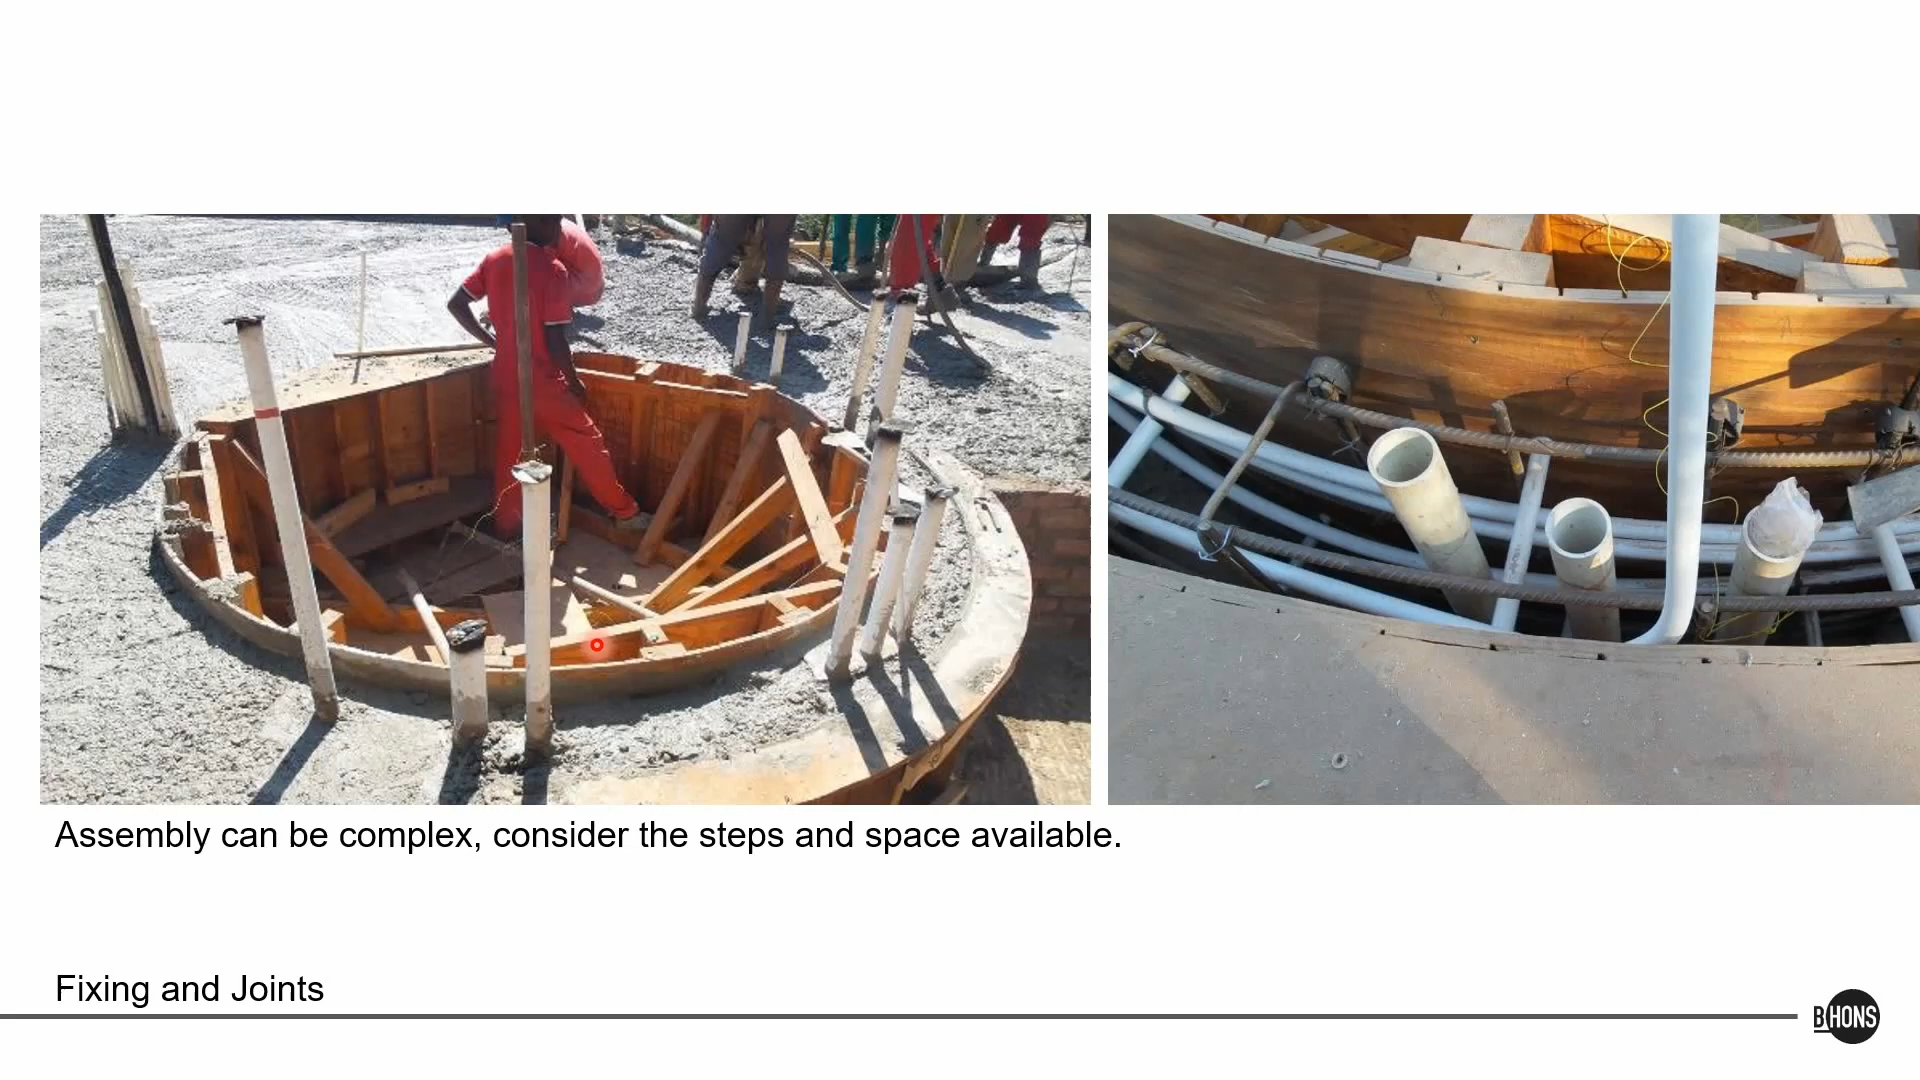 Assembly can be complex, consider the steps and space available.
Fixing and Joints
BHONS